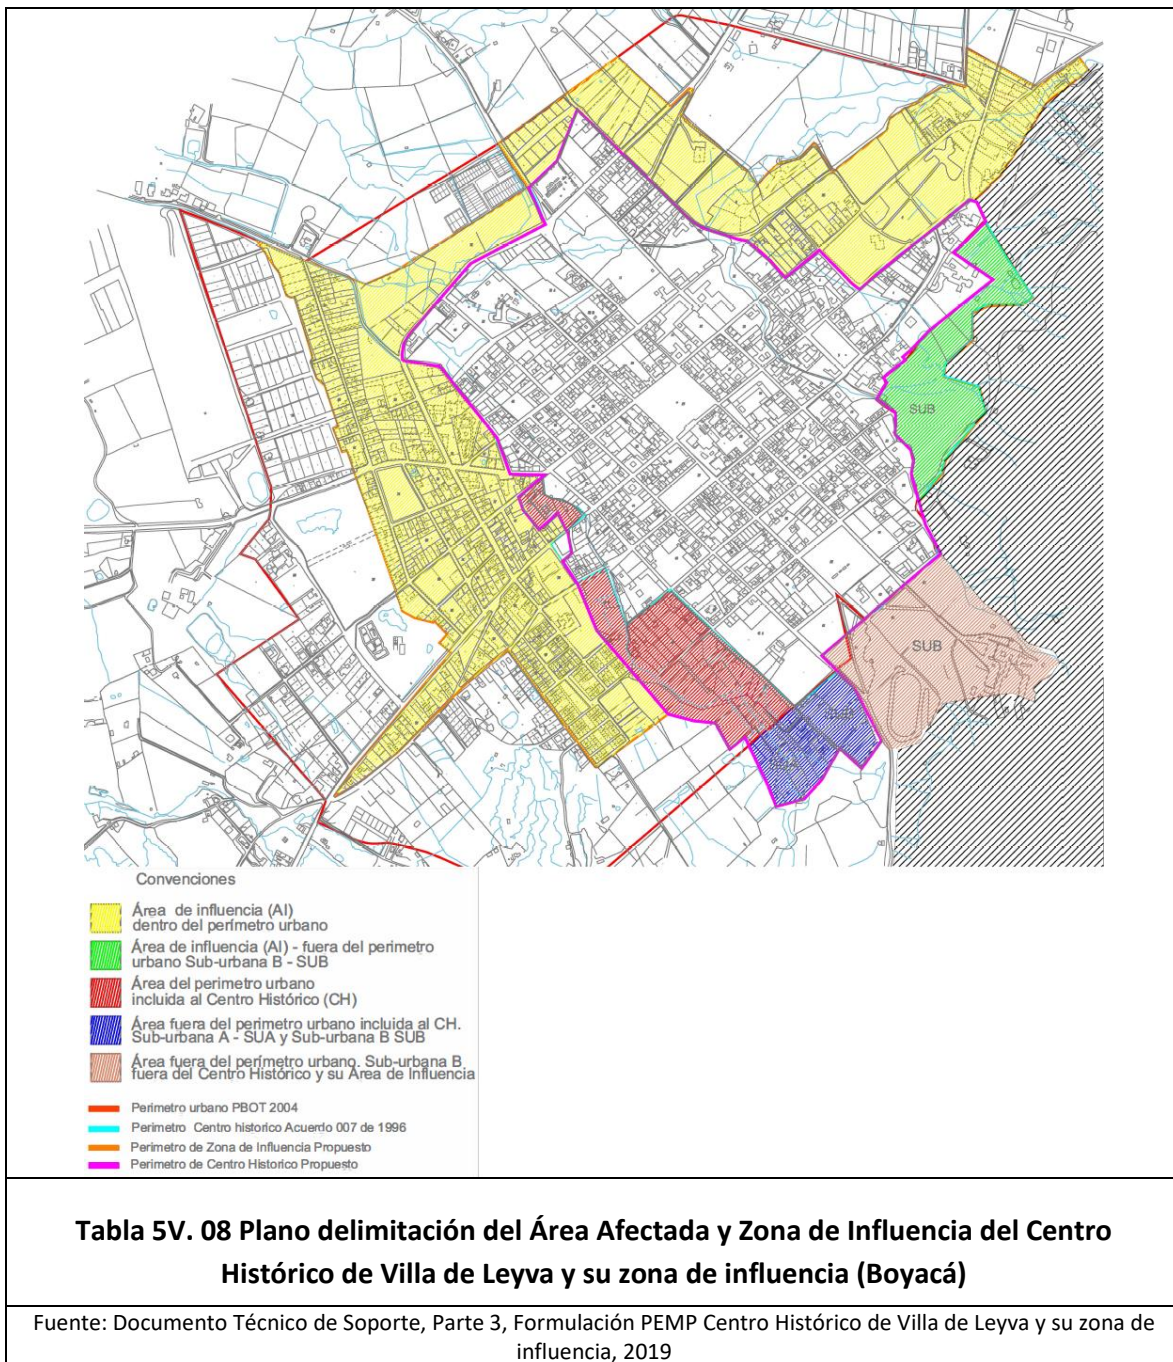 SUB
SUB
Convenciones
Área de influencia (AI)
dentro del perímetro urbano
Área de influencia (AI) - fuera del perimetro
urbano Sub-urbana B - SUB
Área del perimetro urbano
incluida al Centro Histórico (CH)
Área fuera del perimetro urbano incluida al CH.
Sub-urbana A - SUA y Sub-urbana B SUB
Área fuera del perímetro urbano. Sub-urbana B
fuera del Centro Histórico y su Área de Influencia
Perimetro urbano PBOT 2004
Perimetro Centro historico Acuerdo 007 de 1996
Perimetro de Zona de Influencia Propuesto
Perimetro de Centro Historico Propuesto
Tabla 5V. 08 Plano delimitación del Área Afectada y Zona de Influencia del Centro
Histórico de Villa de Leyva y su zona de influencia (Boyacá)
Fuente: Documento Técnico de Soporte, Parte 3, Formulación PEMP Centro Histórico de Villa de Leyva y su zona de
influencia, 2019